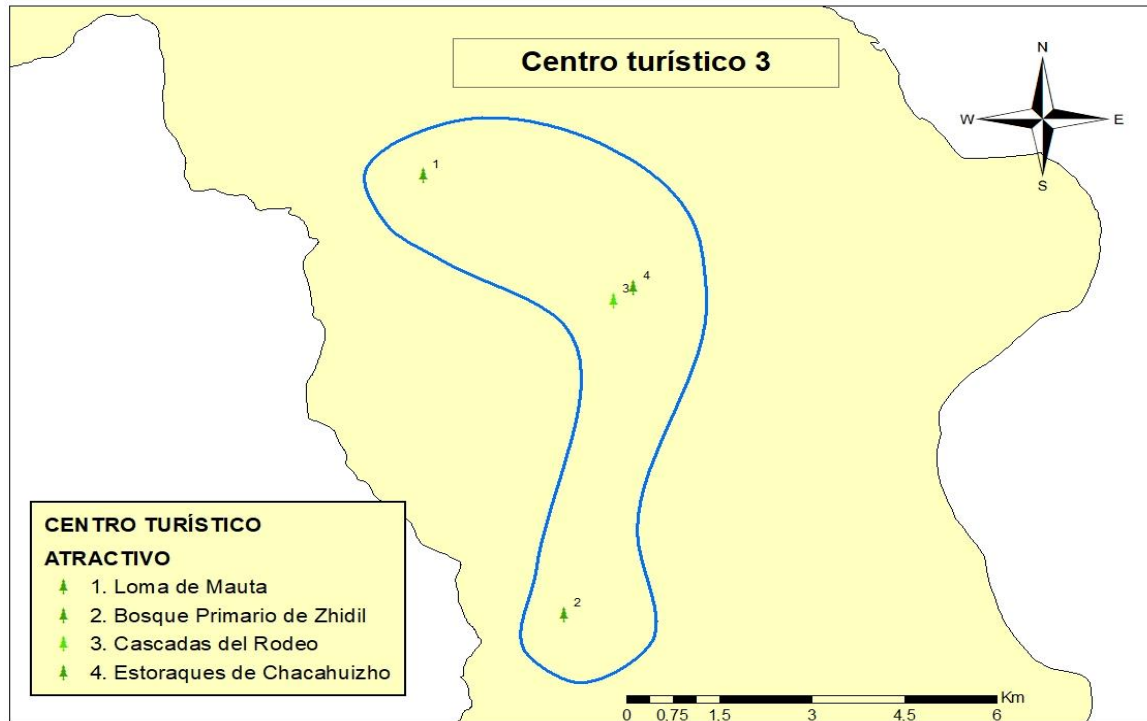 Centro turístico 3
N
W E
S
1
4
3
2
CENTRO TURÍSTICO
ATRACTIVO
1. Loma de Mauta
2. Bosque Primario de Zhidil
3. Cascadas del Rodeo
4. Estoraques de Chacahuizho
Km
0 0.75 1.5 3 4.5 6